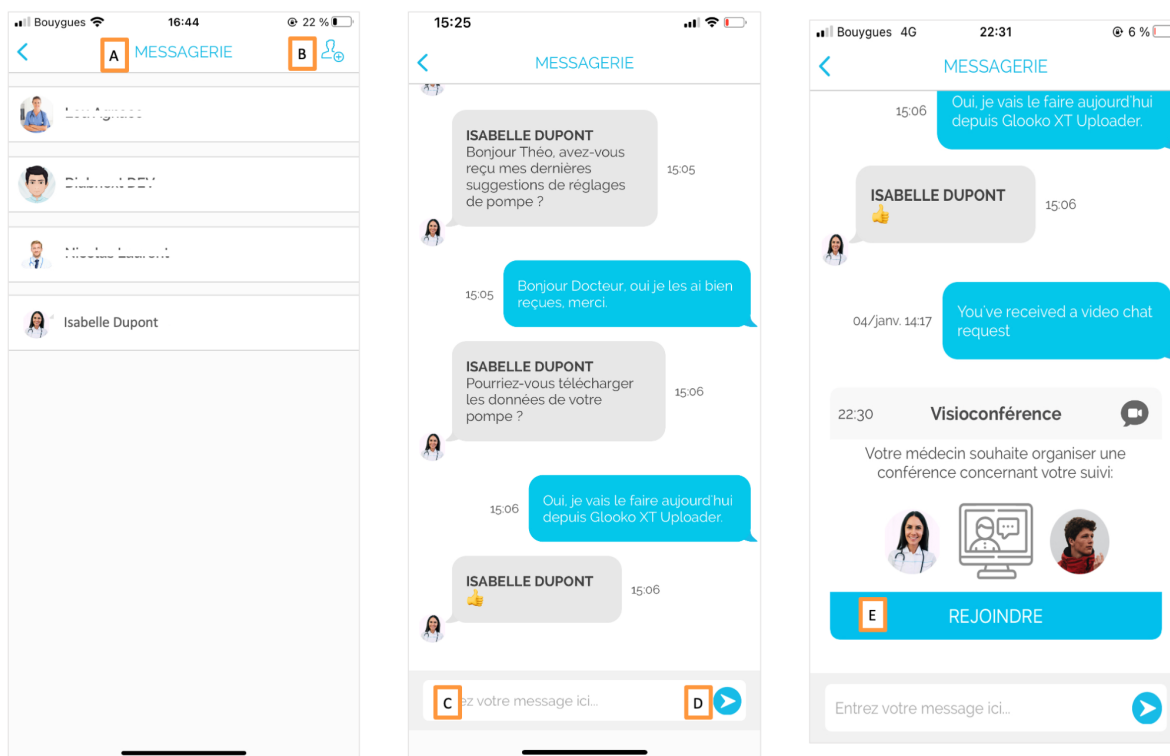 Bouygues 16:44 22 %
A MESSAGERIE B
Isabelle Dupont
15:25
MESSAGERIE
ISABELLE DUPONT
Bonjour Théo, avez-vous
reçu mes dernières
suggestions de réglages
de pompe ?
15:05
Bonjour Docteur, oui je les ai bien
reçues, merci.
15:05
ISABELLE DUPONT
Pourriez-vous télécharger
les données de votre
pompe ?
15:06
Oui, je vais le faire aujourd'hui
depuis Glooko XT Uploader.
15:06
ISABELLE DUPONT
👍
15:06
C votre message ici... D
Bouygues 4G 22:31 6 %
MESSAGERIE
Oui, je vais le faire aujourd'hui
depuis Glooko XT Uploader.
15:06
ISABELLE DUPONT
👍
15:06
You've received a video chat
request
04/janv. 14:17
22:30 Visioconférence
Votre médecin souhaite organiser une
conférence concernant votre suivi:
E REJOINDRE
Entrez votre message ici...